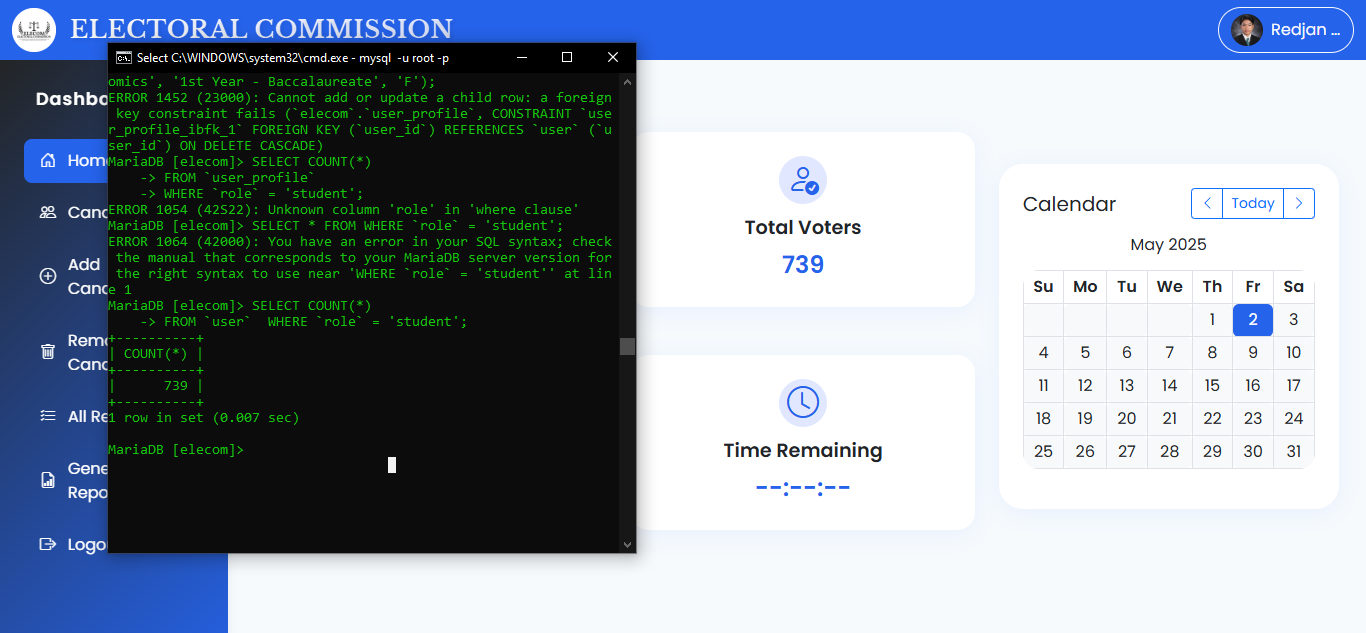 ELECOM
ELECTORAL COMMISSION
Redjan ...
Select C:\WINDOWS\system32\cmd.exe - mysql  -u root -p
omics', '1st Year - Baccalaureate', 'F');
ERROR 1452 (23000): Cannot add or update a child row: a foreign
 key constraint fails (`elecom`.`user_profile`, CONSTRAINT `use
r_profile_ibfk_1` FOREIGN KEY (`user_id`) REFERENCES `user` (`u
ser_id`) ON DELETE CASCADE)
MariaDB [elecom]> SELECT COUNT(*)
    -> FROM `user_profile`
    -> WHERE `role` = 'student';
ERROR 1054 (42S22): Unknown column 'role' in 'where clause'
MariaDB [elecom]> SELECT * FROM WHERE `role` = 'student';
ERROR 1064 (42000): You have an error in your SQL syntax; check
 the manual that corresponds to your MariaDB server version for
 the right syntax to use near 'WHERE `role` = 'student'' at lin
e 1
MariaDB [elecom]> SELECT COUNT(*)
    -> FROM `user`  WHERE `role` = 'student';
+----------+
| COUNT(*) |
+----------+
|      739 |
+----------+
1 row in set (0.007 sec)
MariaDB [elecom]>
Dashbo
Home
Canc
Add
Canc
Remo
Canc
All Re
Gene
Repo
Logo
Total Voters
739
Time Remaining
--:--:--
Calendar
< Today >
May 2025
Su Mo Tu We Th Fr Sa
1 2 3
4 5 6 7 8 9 10
11 12 13 14 15 16 17
18 19 20 21 22 23 24
25 26 27 28 29 30 31